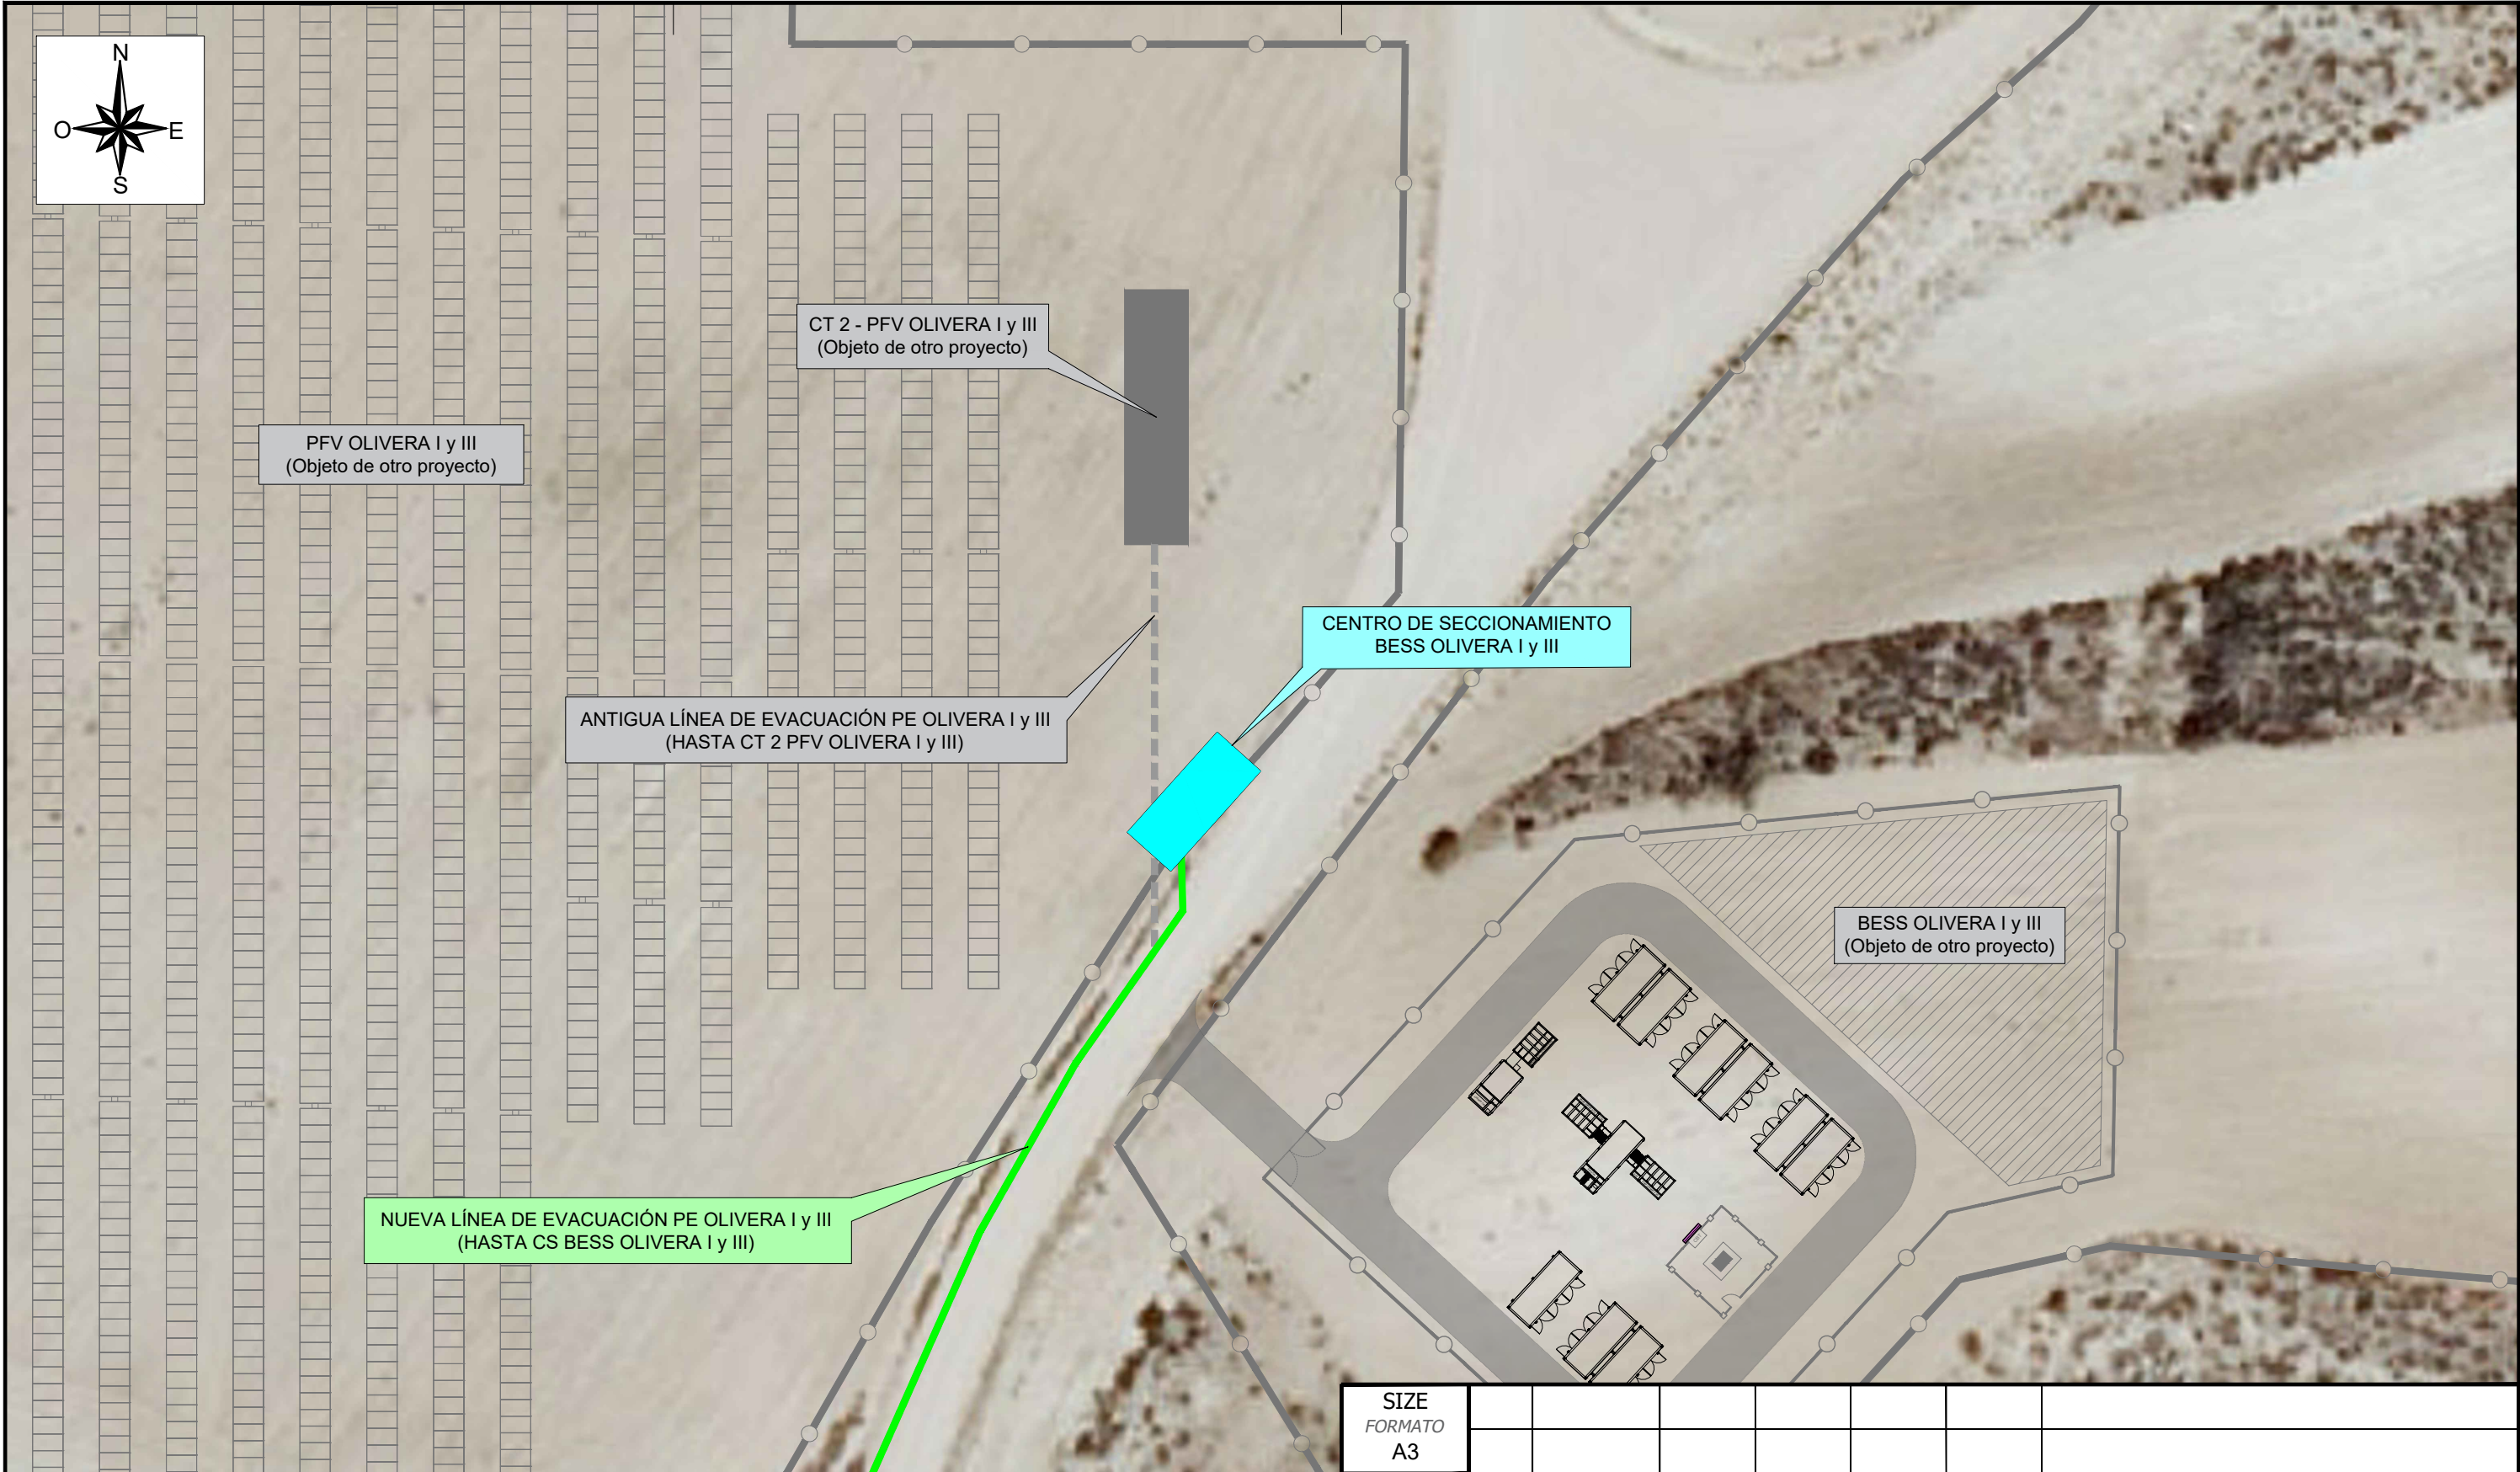 N
O
E
S
CT 2 - PFV OLIVERA I y III
(Objeto de otro proyecto)
PFV OLIVERA I y III
(Objeto de otro proyecto)
CENTRO DE SECCIONAMIENTO
BESS OLIVERA I y III
ANTIGUA LÍNEA DE EVACUACIÓN PE OLIVERA I y III
(HASTA CT 2 PFV OLIVERA I y III)
BESS OLIVERA I y III
(Objeto de otro proyecto)
NUEVA LÍNEA DE EVACUACIÓN PE OLIVERA I y III
(HASTA CS BESS OLIVERA I y III)
SIZE
FORMATO
A3